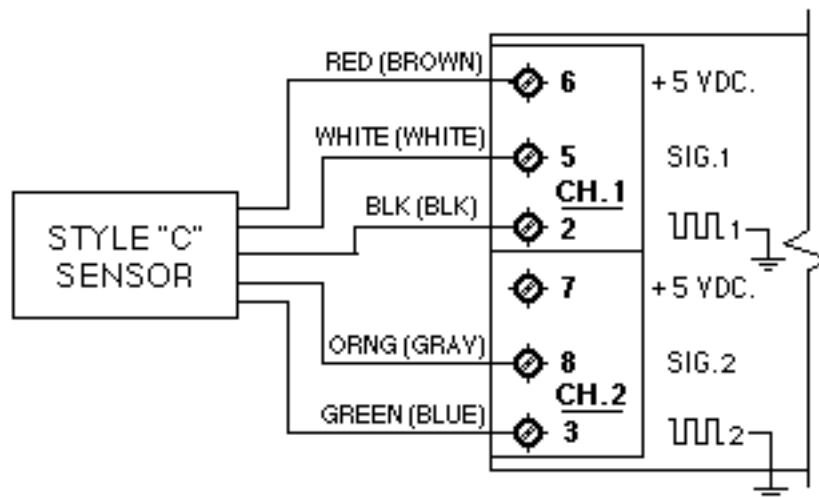 RED (BROWN)
6 +5 VDC.
WHITE (WHITE)
5 SIG.1
CH.1
BLK (BLK)
2 1
STYLE "C"
SENSOR
7 +5 VDC.
ORNG (GRAY)
8 SIG.2
CH.2
GREEN (BLUE)
3 2